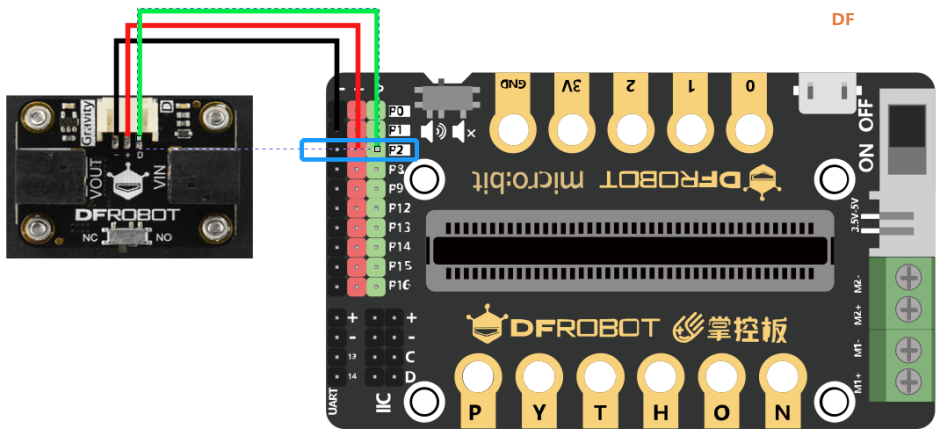 DF
Gravity
D
- + D
VOUT
VIN
DFROBOT
NC
NO
- + D
P0
P1
P2
P8
P9
P12
P13
P14
P15
P16
+ +
- -
13 C
14 D
UART
IIC
GND
3V
2
1
0
OFF
ON
DFROBOT micro:bit
3.5V-5V
M2-
M2+
M1-
M1+
DFROBOT 掌控板
P Y T H O N